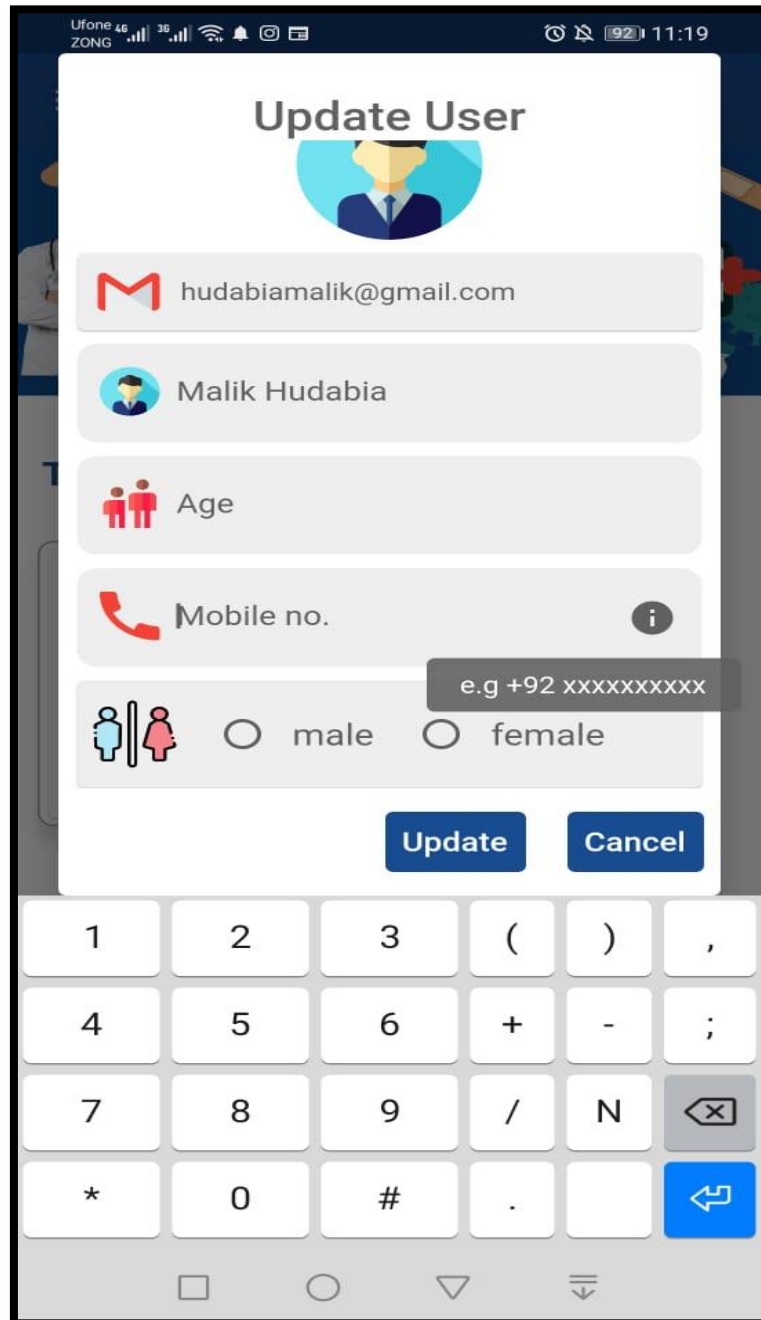 Ufone 4G 3G
ZONG
92 11:19
Update User
hudabiamalik@gmail.com
Malik Hudabia
T
Age
Mobile no.
e.g +92 xxxxxxxxxx
male female
Update Cancel
1 2 3 ( ) ,
4 5 6 + - ;
7 8 9 / N
* 0 # .